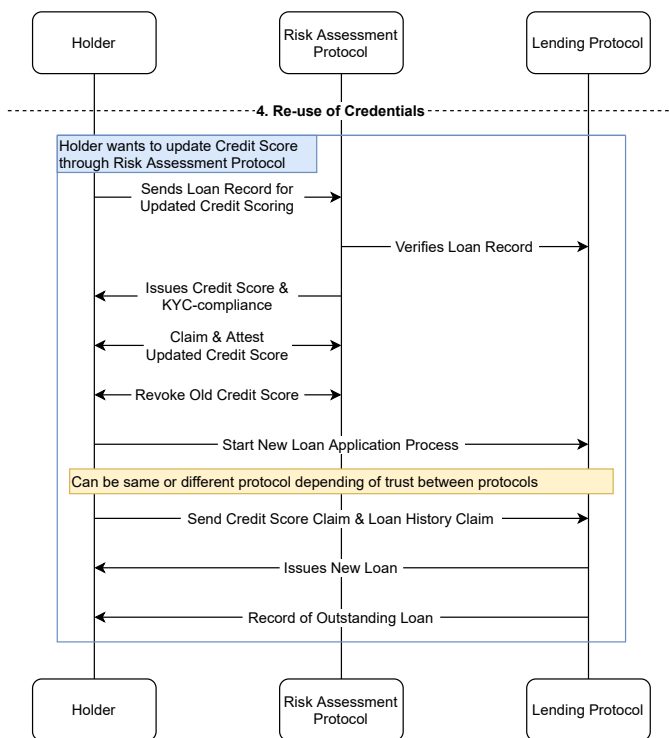 Holder
Risk Assessment
Protocol
Lending Protocol
4. Re-use of Credentials
Holder wants to update Credit Score
through Risk Assessment Protocol
Sends Loan Record for
Updated Credit Scoring
Verifies Loan Record
Issues Credit Score &
KYC-compliance
Claim & Attest
Updated Credit Score
Revoke Old Credit Score
Start New Loan Application Process
Can be same or different protocol depending of trust between protocols
Send Credit Score Claim & Loan History Claim
Issues New Loan
Record of Outstanding Loan
Holder
Risk Assessment
Protocol
Lending Protocol